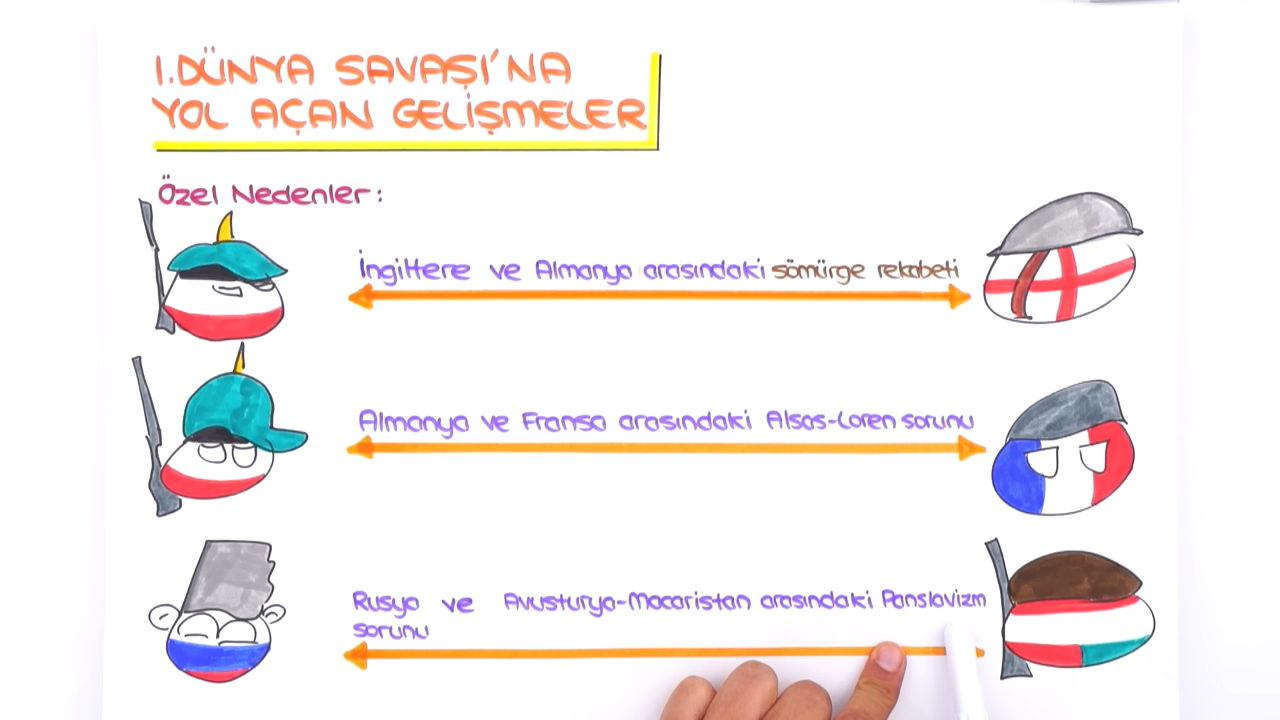 I.DÜNYA SAVAŞI'NA
YOL AÇAN GELİŞMELER
Özel Nedenler:
İngiltere ve Almanya arasındaki sömürge rekabeti
Almanya ve Fransa arasındaki Alsas-Loren sorunu
Rusya ve Avusturya-Macaristan arasındaki Panslavizm
sorunu